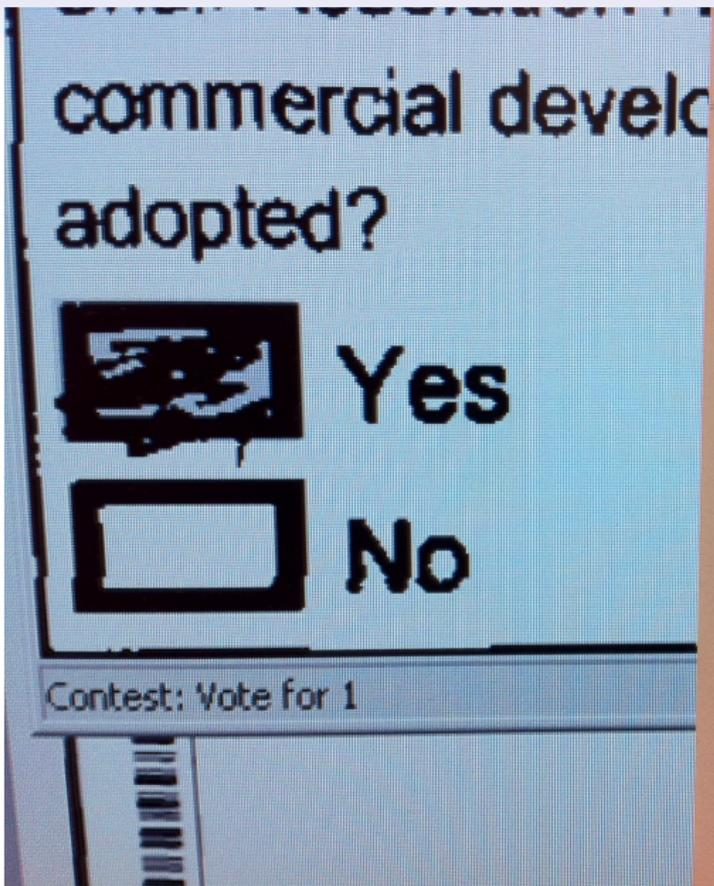 commercial
adopted?
Yes
No
Contest: Vote for 1